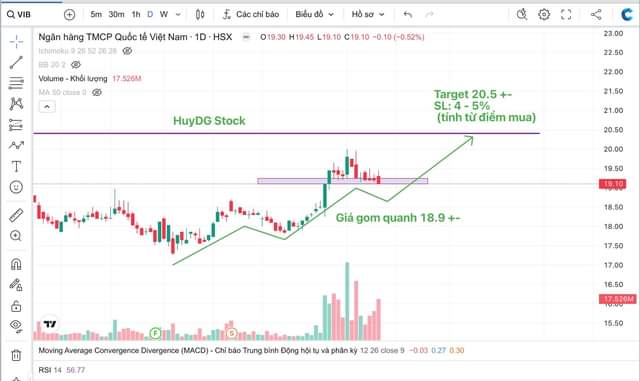 VIB
5m 30m 1h D W
Các chỉ báo
Biểu đồ
Hồ sơ
Ngân hàng TMCP Quốc tế Việt Nam · 1D · HSX
O19.30 H19.45 L19.10 C19.10 −0.10 (−0.52%)
Ichimoku 9 26 52 26 26
BB 20 2
Volume - Khối lượng 17.526M
MA 50 close 9
HuyDG Stock
Target 20.5 +-
SL: 4 - 5%
(tính từ điểm mua)
Giá gom quanh 18.9 +-
23.00
22.50
22.00
21.50
21.00
20.50
20.00
19.50
19.10
18.50
18.00
17.50
17.00
16.50
16.00
17.526M
15.50
F
S
Moving Average Convergence Divergence (MACD) - Chỉ báo Trung bình Động hội tụ và phân kỳ 12 26 close 9 −0.03 0.27 0.30
RSI 14 56.77